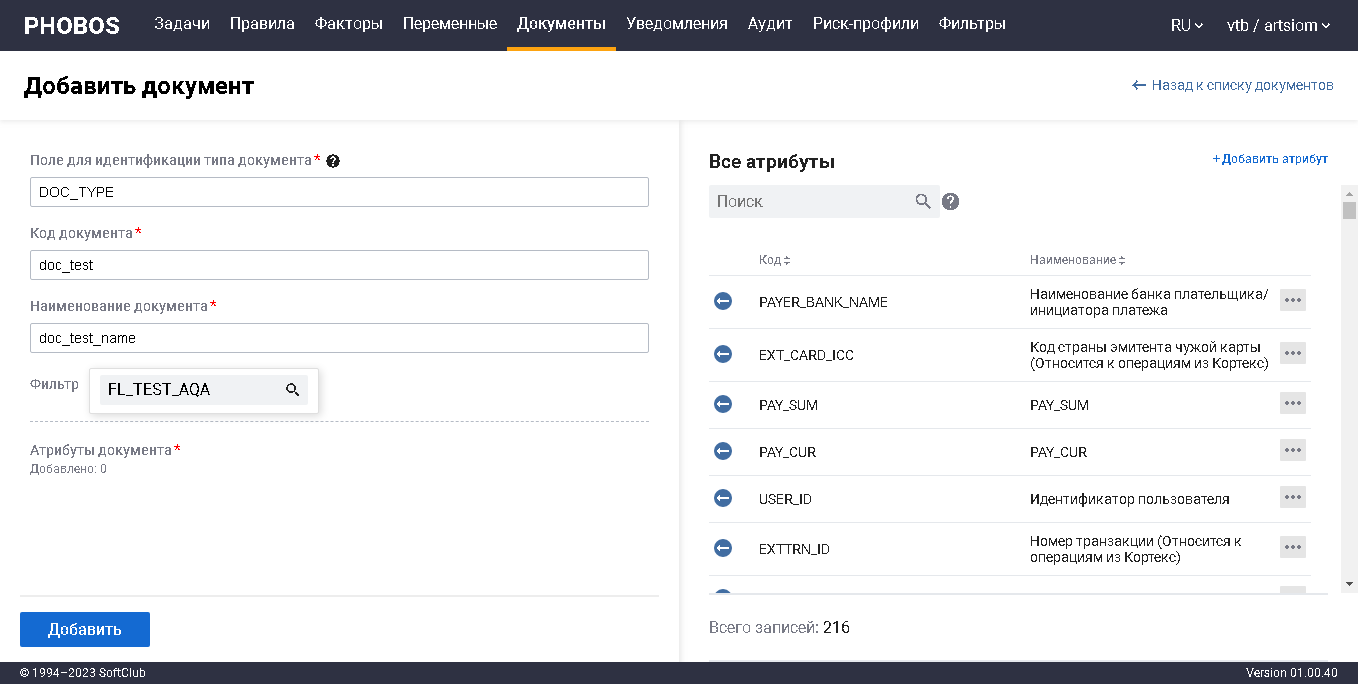 PHOBOS Задачи Правила Факторы Переменные Документы Уведомления Аудит Риск-профили Фильтры RU vtb / artsiom
Добавить документ
← Назад к списку документов
Поле для идентификации типа документа* ?
DOC_TYPE
Код документа*
doc_test
Наименование документа*
doc_test_name
Фильтр FL_TEST_AQA
Атрибуты документа*
Добавлено: 0
Добавить
Все атрибуты
+Добавить атрибут
Поиск ?
Код Наименование
PAYER_BANK_NAME Наименование банка плательщика/
инициатора платежа
EXT_CARD_ICC Код страны эмитента чужой карты
(Относится к операциям из Кортекс)
PAY_SUM PAY_SUM
PAY_CUR PAY_CUR
USER_ID Идентификатор пользователя
EXTTRN_ID Номер транзакции (Относится к
операциям из Кортекс)
Всего записей: 216
© 1994–2023 SoftClub Version 01.00.40